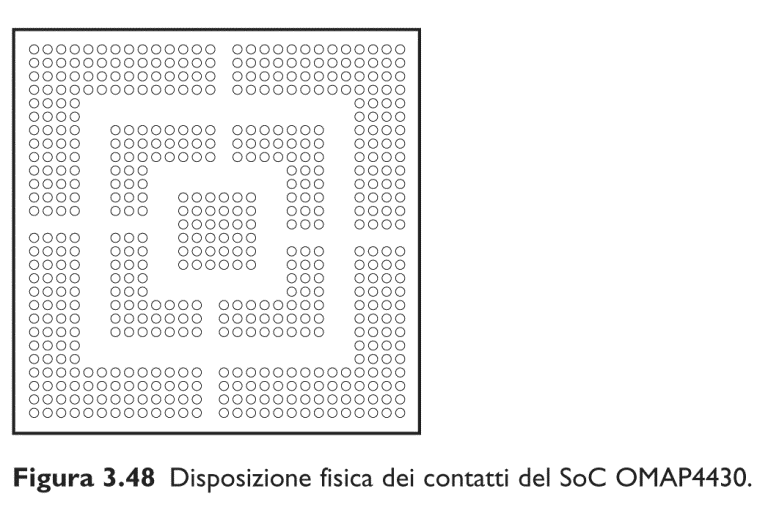 Figura 3.48 Disposizione fisica dei contatti del SoC OMAP4430.